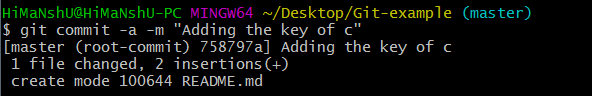 HiMaNshU@HiMaNshU-PC MINGW64 ~/Desktop/Git-example (master)
$ git commit -a -m "Adding the key of c"
[master (root-commit) 758797a] Adding the key of c
 1 file changed, 2 insertions(+)
 create mode 100644 README.md